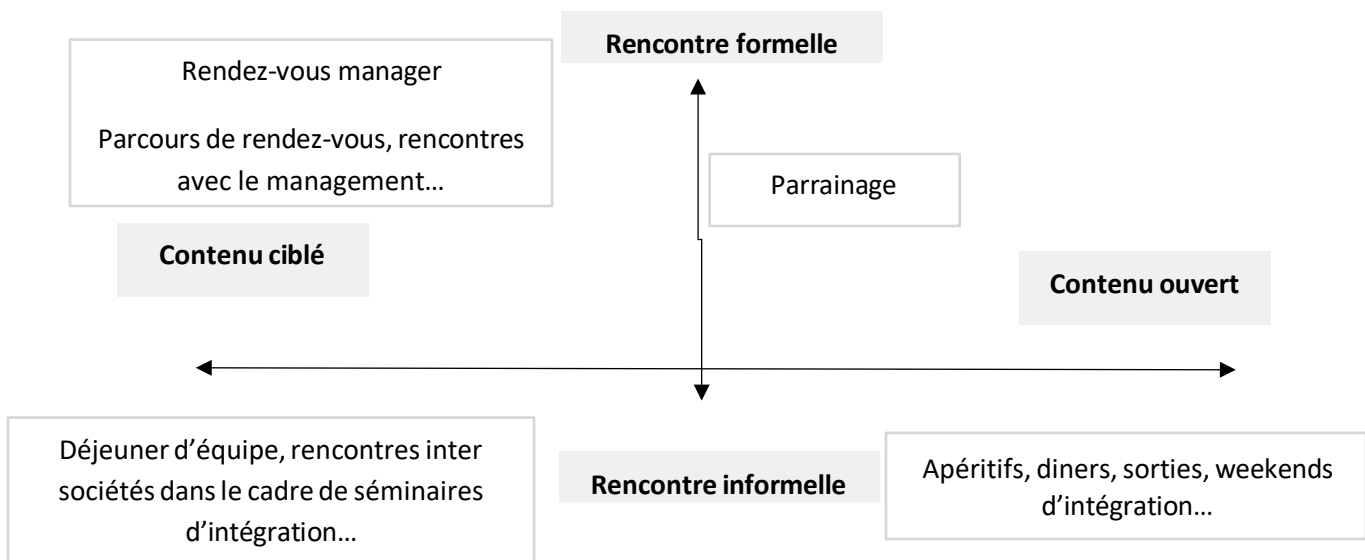 Rencontre formelle
Rendez-vous manager
Parcours de rendez-vous, rencontres
avec le management…
Parrainage
Contenu ciblé
Contenu ouvert
Déjeuner d’équipe, rencontres inter
sociétés dans le cadre de séminaires
d’intégration…
Rencontre informelle
Apéritifs, diners, sorties, weekends
d’intégration…